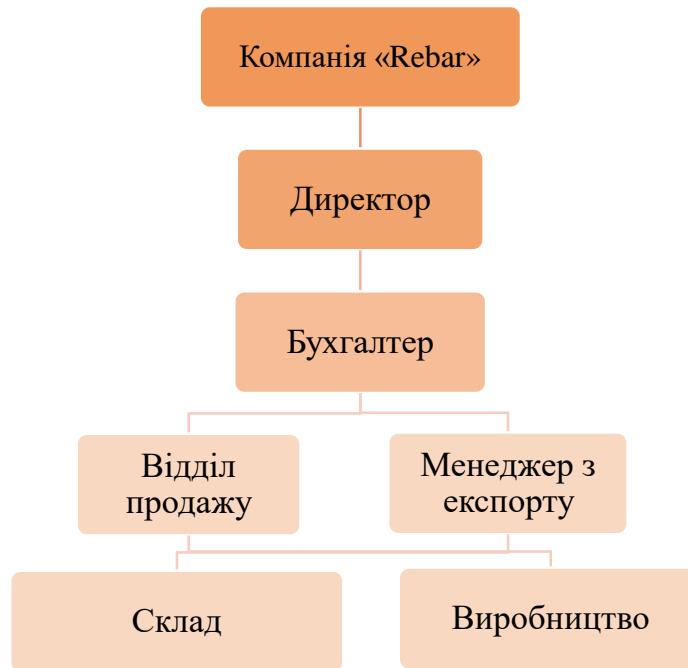 Компанія «Rebar»
Директор
Бухгалтер
Відділ
продажу
Менеджер з
експорту
Склад
Виробництво